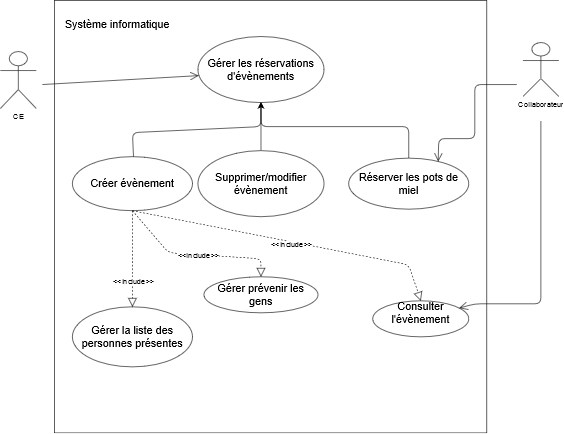 Système informatique
Gérer les réservations
d'évènements
CE
Collaborateur
Créer évènement
Supprimer/modifier
évènement
Réserver les pots de
miel
<<include>>
<<include>>
<<include>>
Gérer prévenir les
gens
Consulter
l'évènement
Gérer la liste des
personnes présentes